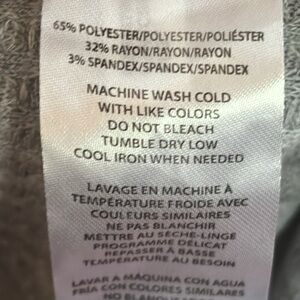 65% POLYESTER/POLYESTER/POLIÉSTER
32% RAYON/RAYON/RAYON
3% SPANDEX/SPANDEX/SPANDEX
MACHINE WASH COLD
WITH LIKE COLORS
DO NOT BLEACH
TUMBLE DRY LOW
COOL IRON WHEN NEEDED
LAVAGE EN MACHINE À
TEMPÉRATURE FROIDE AVEC
COULEURS SIMILAIRES
NE PAS BLANCHIR
METTRE AU SÈCHE-LINGE
PROGRAMME DÉLICAT
REPASSER À BASSE
TEMPÉRATURE AU BESOIN
LAVAR A MÁQUINA CON AGUA
FRÍA CON COLORES SIMILARES